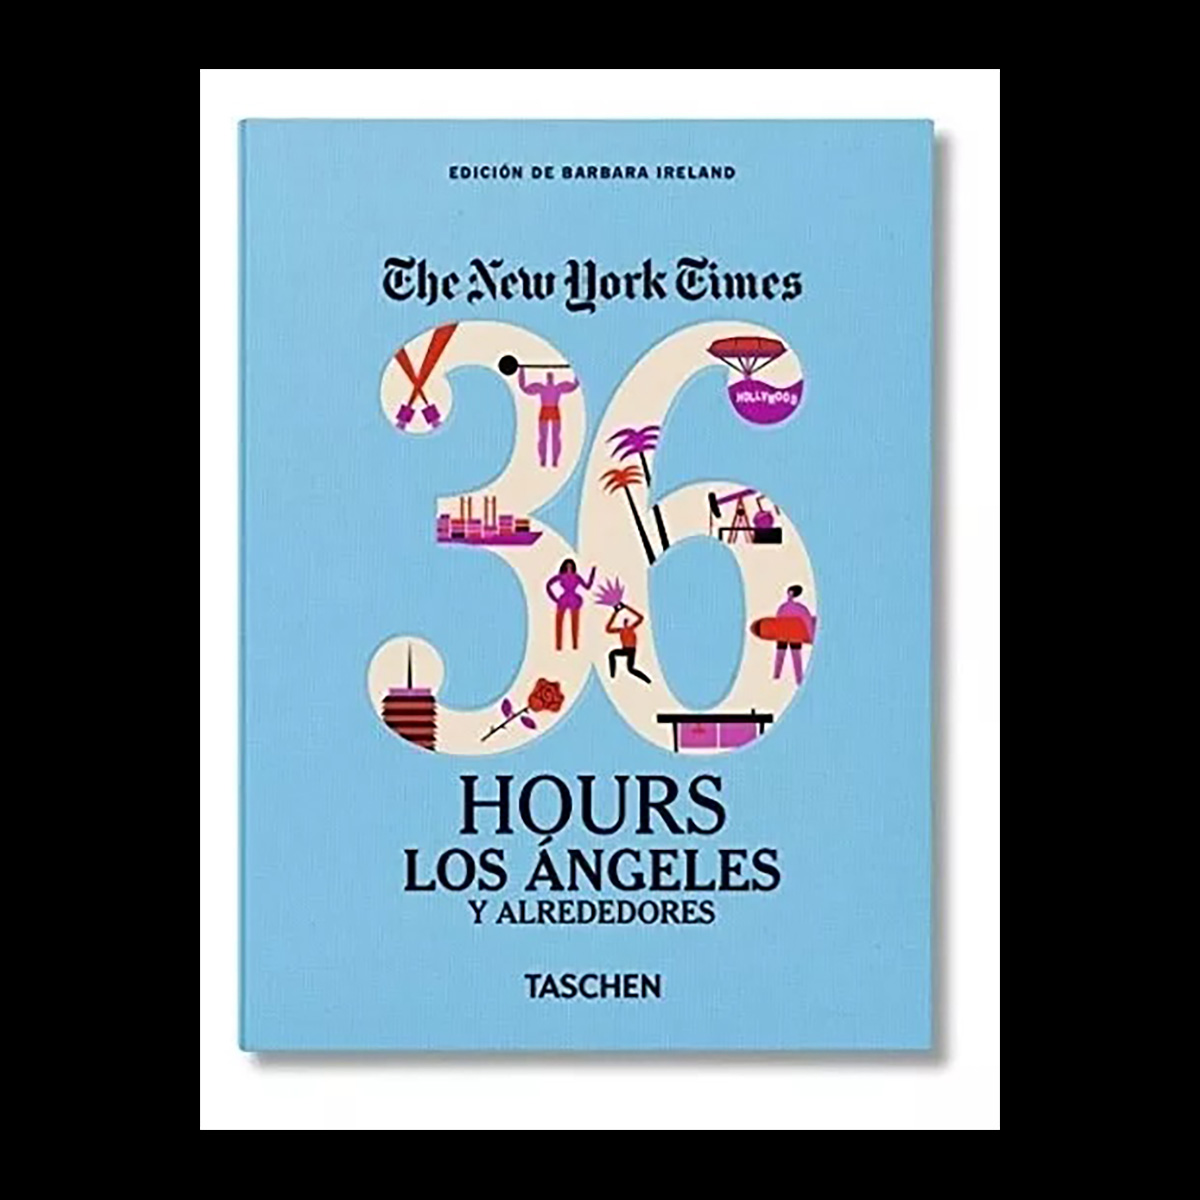 EDICIÓN DE BARBARA IRELAND
The New York Times
36
HOLLYWOOD
HOURS
LOS ÁNGELES
Y ALREDEDORES
TASCHEN